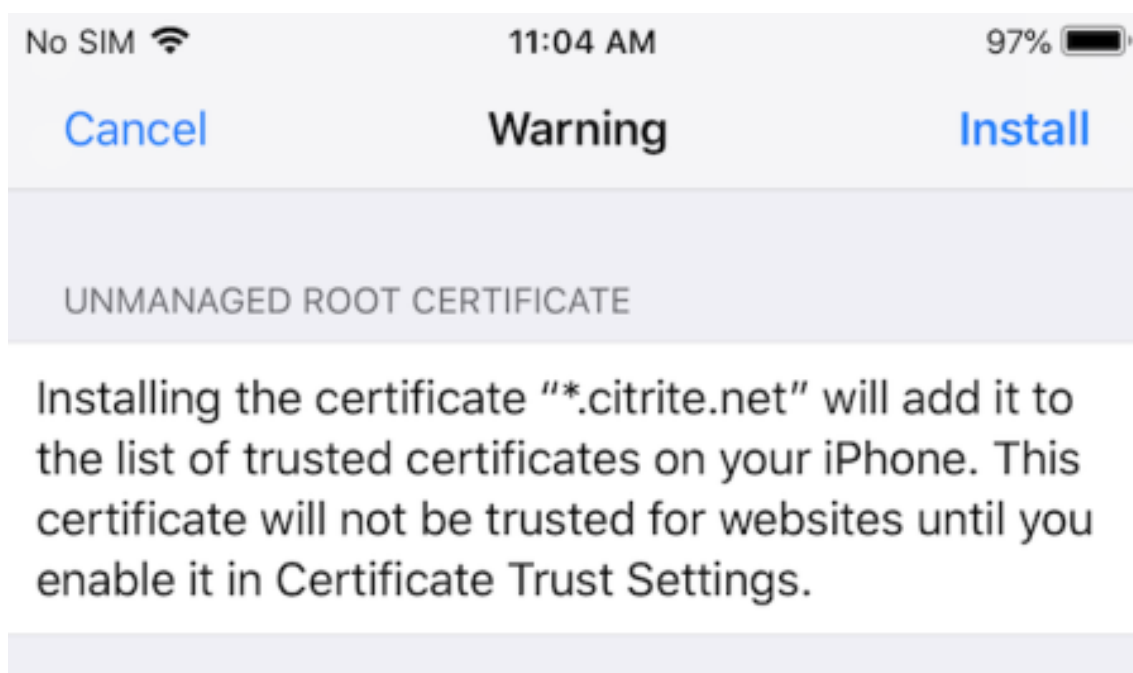 No SIM 11:04 AM 97%
Cancel Warning Install
UNMANAGED ROOT CERTIFICATE
Installing the certificate “*.citrite.net” will add it to
the list of trusted certificates on your iPhone. This
certificate will not be trusted for websites until you
enable it in Certificate Trust Settings.